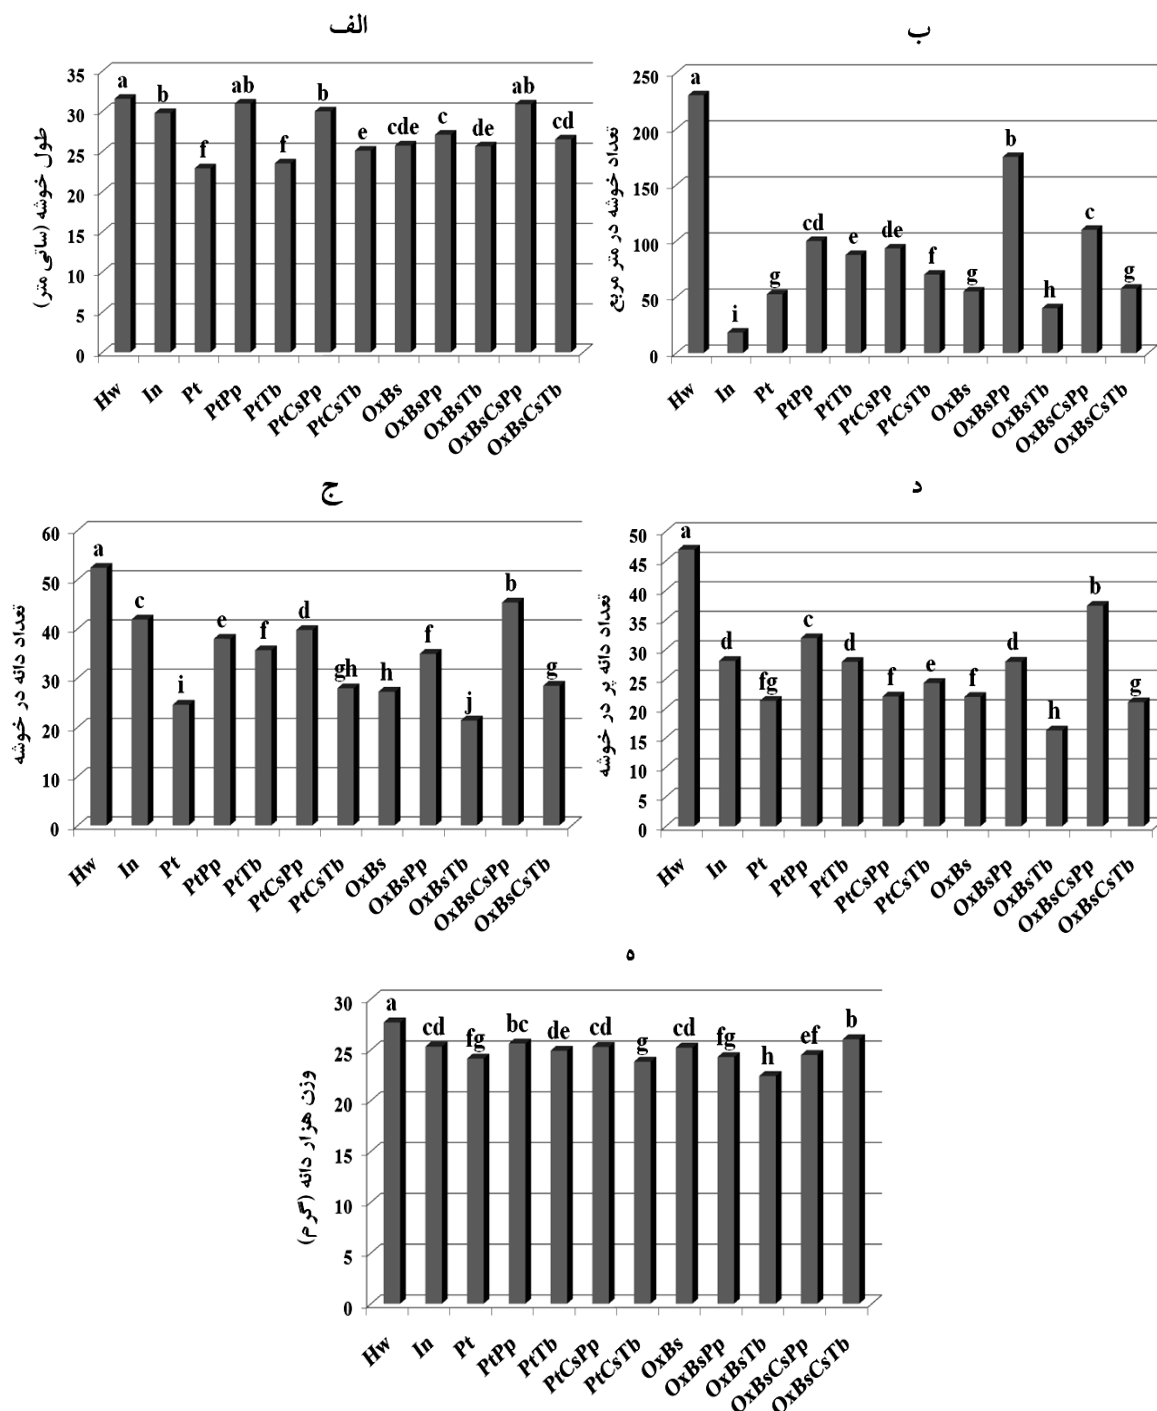 الف
طول خوشه (سانتی متر)
35
30
25
20
15
10
5
0
a
b
f
ab
f
b
e
cde
c
de
ab
cd
Hw
In
Pt
PtPp
PtTb
PtCsPp
PtCsTb
OxBs
OxBsPp
OxBsTb
OxBsCsPp
OxBsCsTb
ب
تعداد خوشه در متر مربع
250
200
150
100
50
0
a
i
g
cd
e
de
f
g
b
h
c
g
Hw
In
Pt
PtPp
PtTb
PtCsPp
PtCsTb
OxBs
OxBsPp
OxBsTb
OxBsCsPp
OxBsCsTb
ج
تعداد دانه در خوشه
60
50
40
30
20
10
0
a
c
i
e
f
d
gh
h
f
j
b
g
Hw
In
Pt
PtPp
PtTb
PtCsPp
PtCsTb
OxBs
OxBsPp
OxBsTb
OxBsCsPp
OxBsCsTb
د
تعداد دانه پر در خوشه
50
45
40
35
30
25
20
15
10
5
0
a
d
fg
c
d
f
e
f
d
h
b
g
Hw
In
Pt
PtPp
PtTb
PtCsPp
PtCsTb
OxBs
OxBsPp
OxBsTb
OxBsCsPp
OxBsCsTb
ه
وزن هزار دانه (گرم)
30
25
20
15
10
5
0
a
cd
fg
bc
de
cd
g
cd
fg
h
ef
b
Hw
In
Pt
PtPp
PtTb
PtCsPp
PtCsTb
OxBs
OxBsPp
OxBsTb
OxBsCsPp
OxBsCsTb